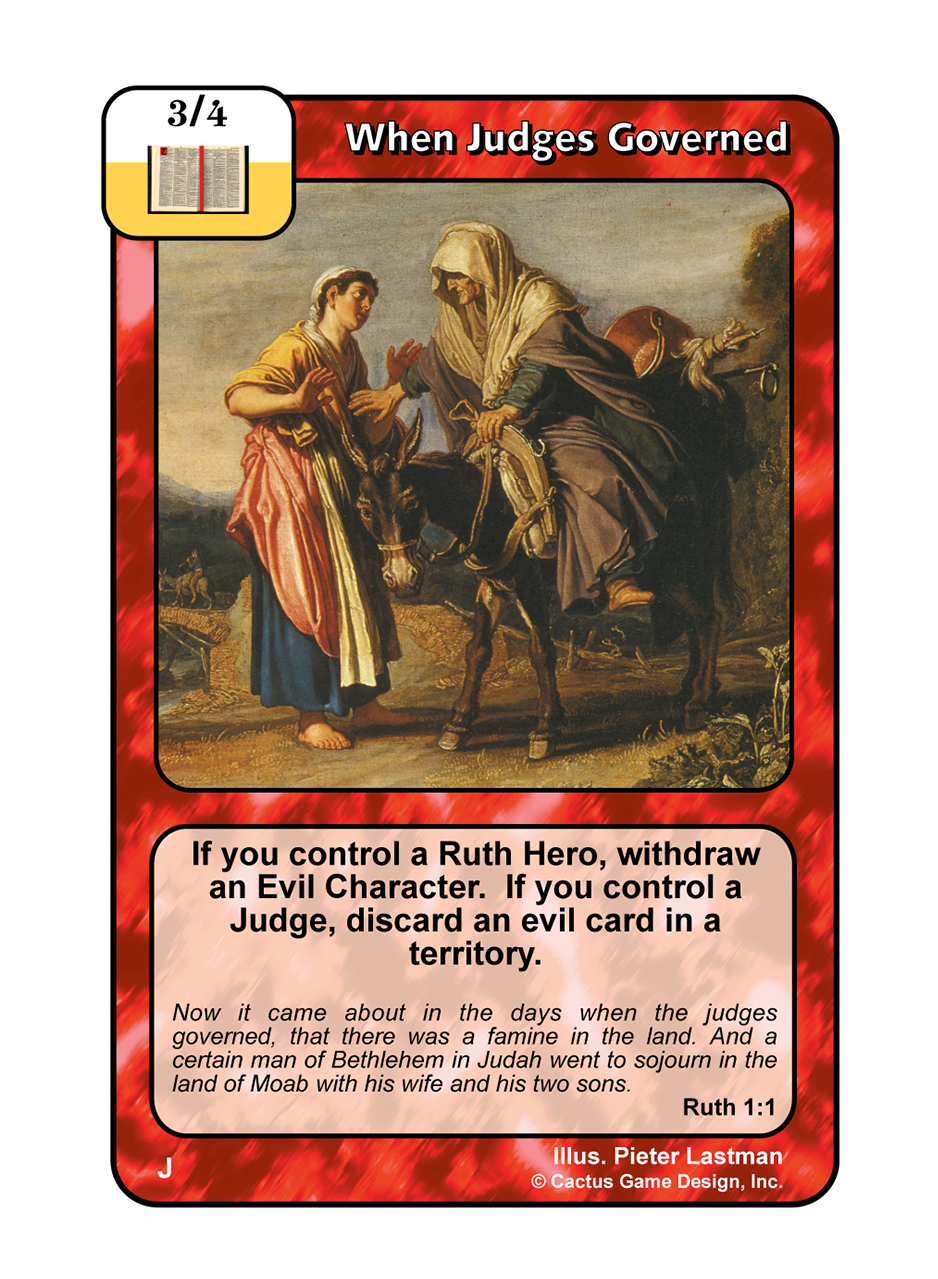 3/4
When Judges Governed
If you control a Ruth Hero, withdraw
an Evil Character.  If you control a
Judge, discard an evil card in a
territory.
Now it came about in the days when the judges
governed, that there was a famine in the land. And a
certain man of Bethlehem in Judah went to sojourn in the
land of Moab with his wife and his two sons.
Ruth 1:1
J
Illus. Pieter Lastman
© Cactus Game Design, Inc.